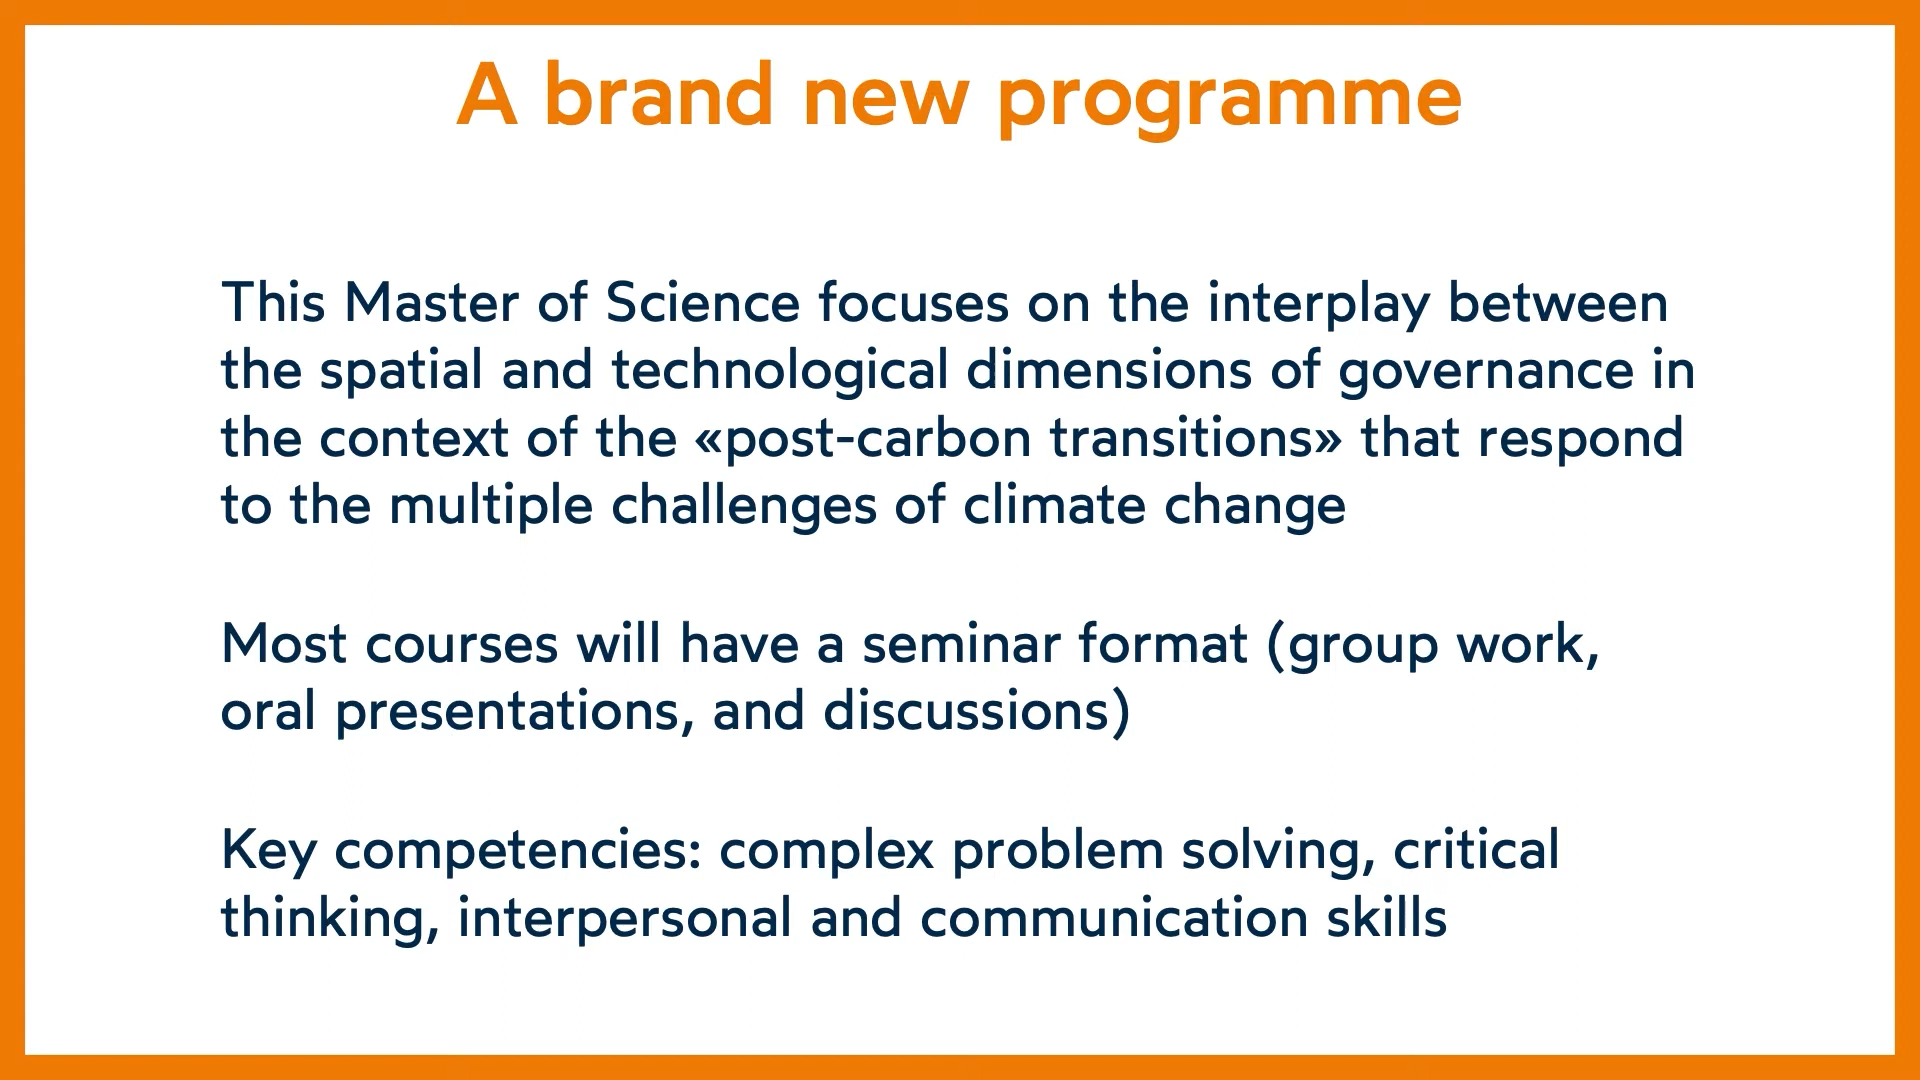 A brand new programme
This Master of Science focuses on the interplay between
the spatial and technological dimensions of governance in
the context of the «post-carbon transitions» that respond
to the multiple challenges of climate change
Most courses will have a seminar format (group work,
oral presentations, and discussions)
Key competencies: complex problem solving, critical
thinking, interpersonal and communication skills